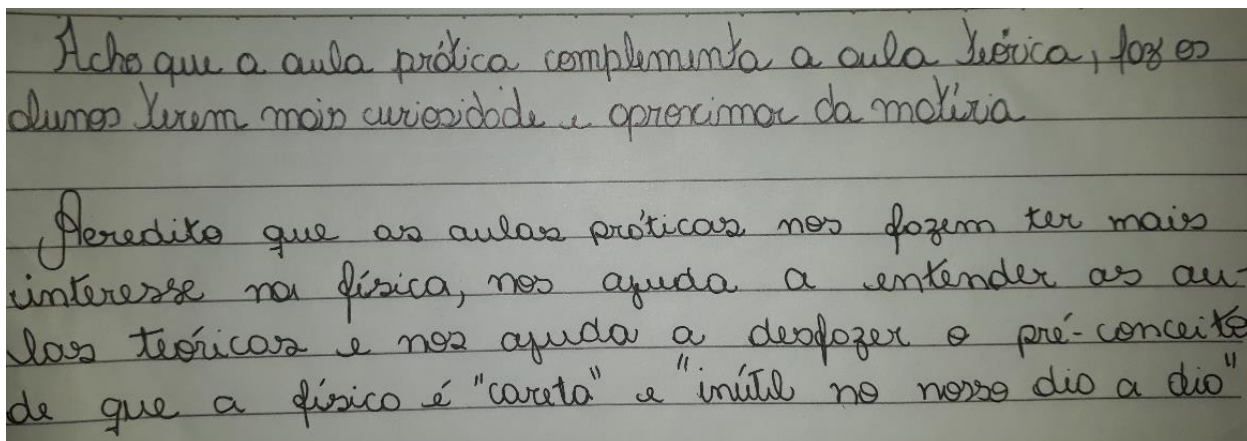 Acho que a aula prática complementa a aula teórica, faz os
alunos terem mais curiosidade e aproximar da matéria
Acredito que as aulas práticas nos fazem ter mais
interesse na física, nos ajuda a entender as au-
las teóricas e nos ajuda a desfazer o pré-conceito
de que a física é "careta" e "inútil no nosso dia a dia"